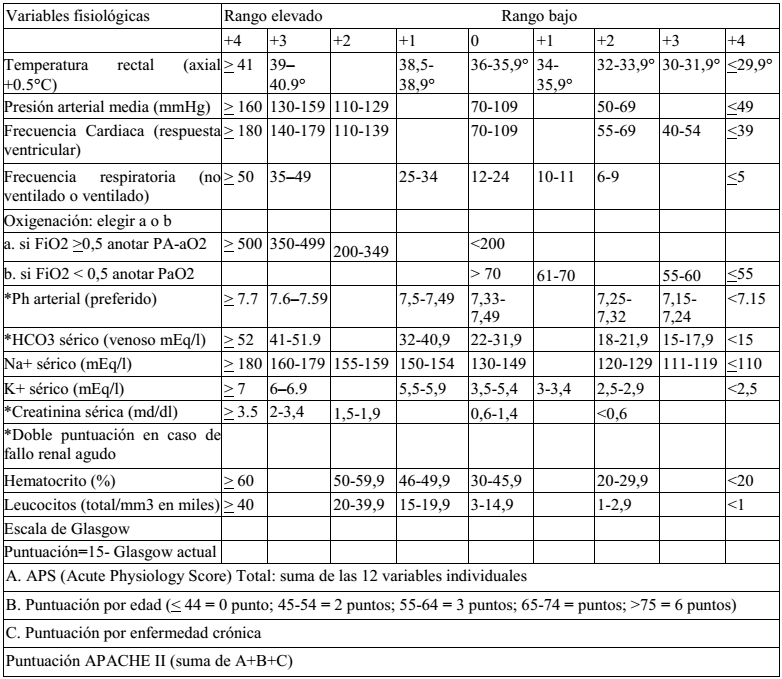 Variables fisiológicas Rango elevado Rango bajo
+4 +3 +2 +1 0 +1 +2 +3 +4
Temperatura rectal (axial ≥ 41 39– 38,5- 36-35,9° 34- 32-33,9° 30-31,9° ≤29,9°
+0.5°C) 40.9° 38,9° 35,9°
Presión arterial media (mmHg) ≥ 160 130-159 110-129 70-109 50-69 ≤49
Frecuencia Cardiaca (respuesta ≥ 180 140-179 110-139 70-109 55-69 40-54 ≤39
ventricular)
Frecuencia respiratoria (no ≥ 50 35–49 25-34 12-24 10-11 6-9 ≤5
ventilado o ventilado)
Oxigenación: elegir a o b
a. si FiO2 ≥0,5 anotar PA-aO2 ≥ 500 350-499 200-349 <200
b. si FiO2 < 0,5 anotar PaO2 > 70 61-70 55-60 ≤55
*Ph arterial (preferido) ≥ 7.7 7.6–7.59 7,5-7,49 7,33- 7,25- 7,15- <7.15
7,49 7,32 7,24
*HCO3 sérico (venoso mEq/l) ≥ 52 41-51.9 32-40,9 22-31,9 18-21,9 15-17,9 <15
Na+ sérico (mEq/l) ≥ 180 160-179 155-159 150-154 130-149 120-129 111-119 ≤110
K+ sérico (mEq/l) ≥ 7 6–6.9 5,5-5,9 3,5-5,4 3-3,4 2,5-2,9 <2,5
*Creatinina sérica (md/dl) ≥ 3.5 2-3,4 1,5-1,9 0,6-1,4 <0,6
*Doble puntuación en caso de
fallo renal agudo
Hematocrito (%) ≥ 60 50-59,9 46-49,9 30-45,9 20-29,9 <20
Leucocitos (total/mm3 en miles) ≥ 40 20-39,9 15-19,9 3-14,9 1-2,9 <1
Escala de Glasgow
Puntuación=15- Glasgow actual
A. APS (Acute Physiology Score) Total: suma de las 12 variables individuales
B. Puntuación por edad (≤ 44 = 0 punto; 45-54 = 2 puntos; 55-64 = 3 puntos; 65-74 = puntos; >75 = 6 puntos)
C. Puntuación por enfermedad crónica
Puntuación APACHE II (suma de A+B+C)